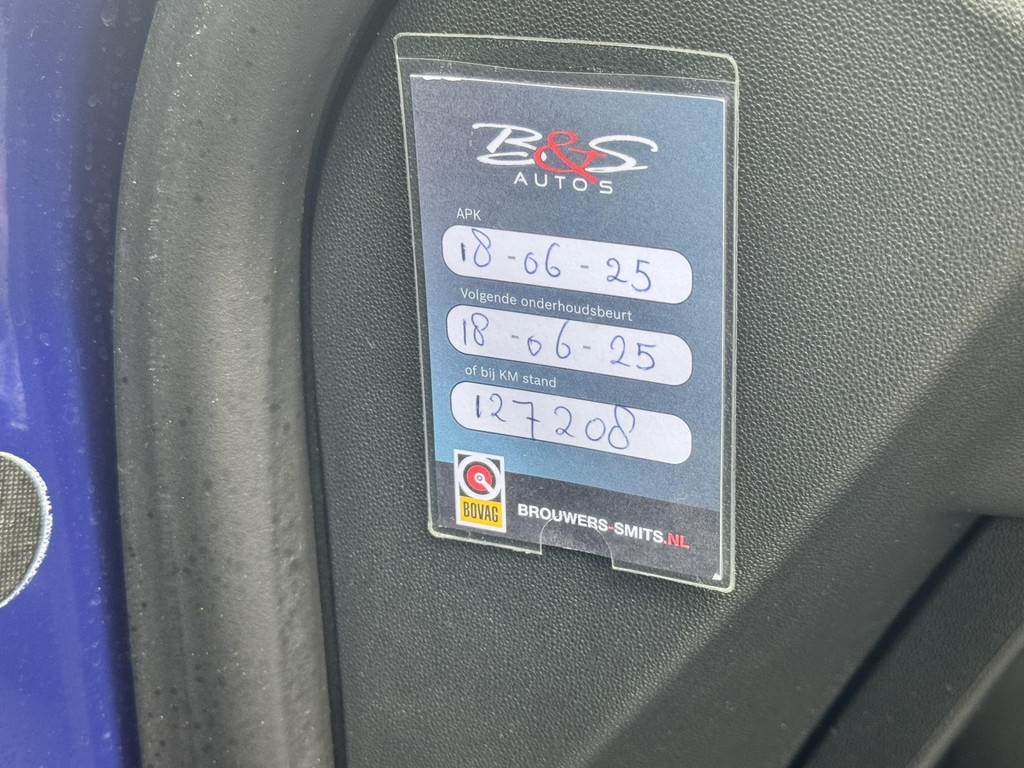 B&S
AUTOS
APK
18-06-25
Volgende onderhoudsbeurt
18-06-25
of bij KM stand
127208
BOVAG
BROUWERS-SMITS.NL